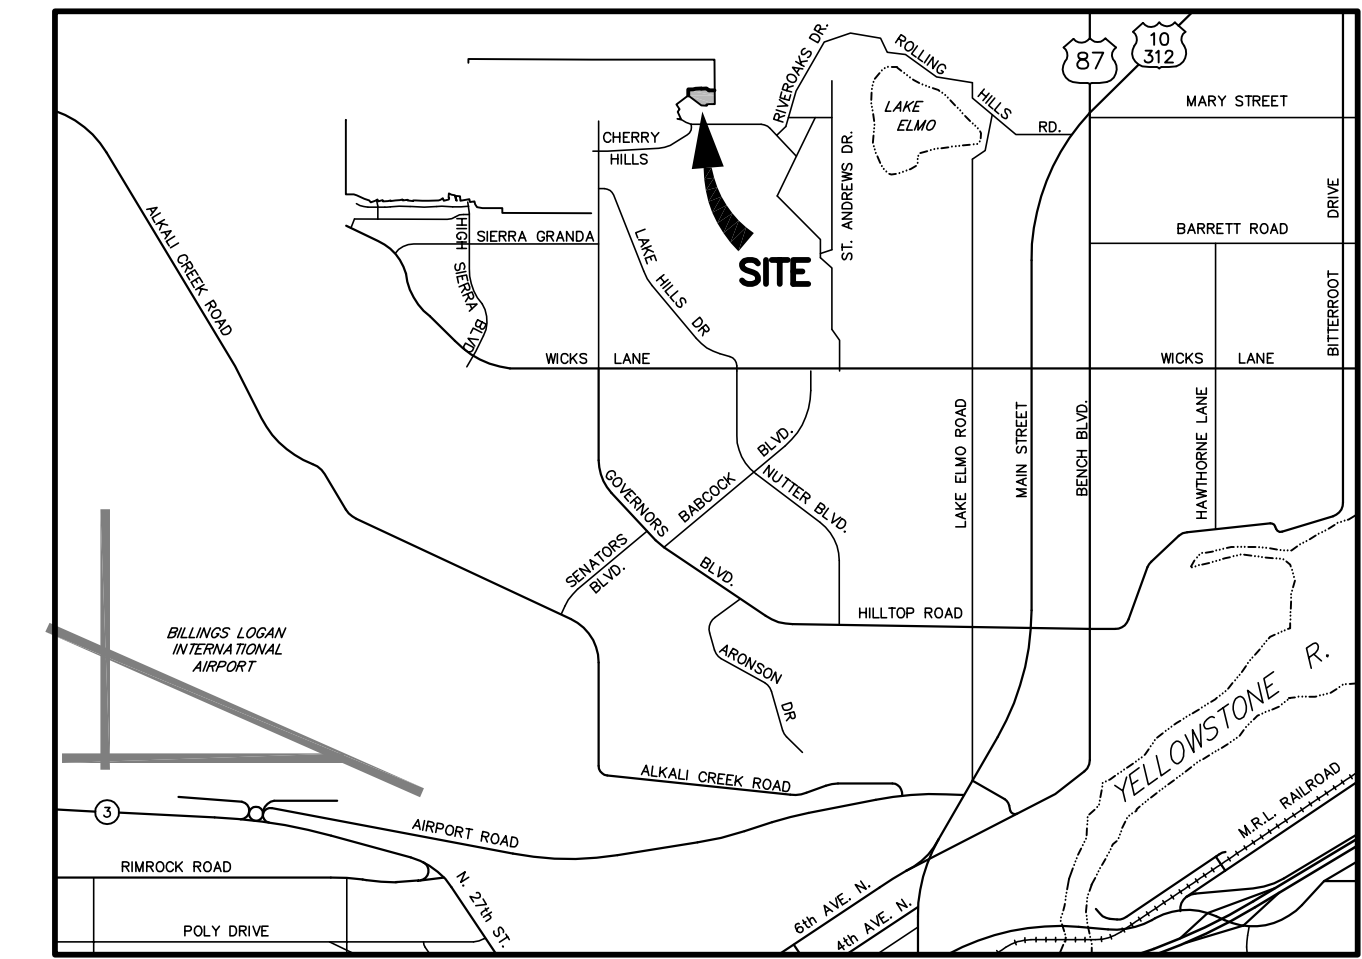 RIVEROAKS DR.
ROLLING
HILLS
RD.
87
10
312
LAKE
ELMO
MARY STREET
CHERRY
HILLS
ST. ANDREWS DR.
DRIVE
BITTERROOT
ALKALI CREEK ROAD
HIGH SIERRA BLVD
SIERRA GRANDA
LAKE HILLS DR
SITE
BARRETT ROAD
WICKS LANE
WICKS LANE
LAKE ELMO ROAD
MAIN STREET
BENCH BLVD.
HAWTHORNE LANE
GOVERNORS
BLVD.
BABCOCK
BLVD.
NUTTER BLVD.
SENATORS
BLVD.
HILLTOP ROAD
BILLINGS LOGAN
INTERNATIONAL
AIRPORT
ARONSON
DR
YELLOWSTONE R.
ALKALI CREEK ROAD
M.R.L. RAILROAD
3
AIRPORT ROAD
RIMROCK ROAD
N. 27th ST.
6th AVE. N.
4th AVE. N.
POLY DRIVE